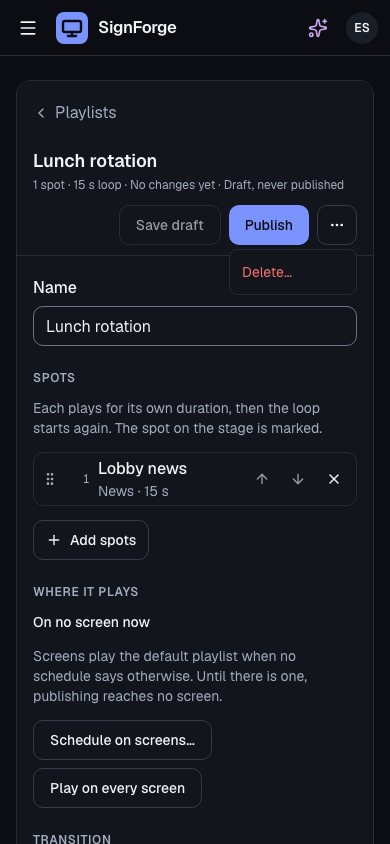 SignForge
ES
Playlists
Lunch rotation
1 spot · 15 s loop · No changes yet · Draft, never published
Save draft
Publish
Delete…
Name
Lunch rotation
SPOTS
Each plays for its own duration, then the loop
starts again. The spot on the stage is marked.
1
Lobby news
News · 15 s
Add spots
WHERE IT PLAYS
On no screen now
Screens play the default playlist when no
schedule says otherwise. Until there is one,
publishing reaches no screen.
Schedule on screens…
Play on every screen
TRANSITION